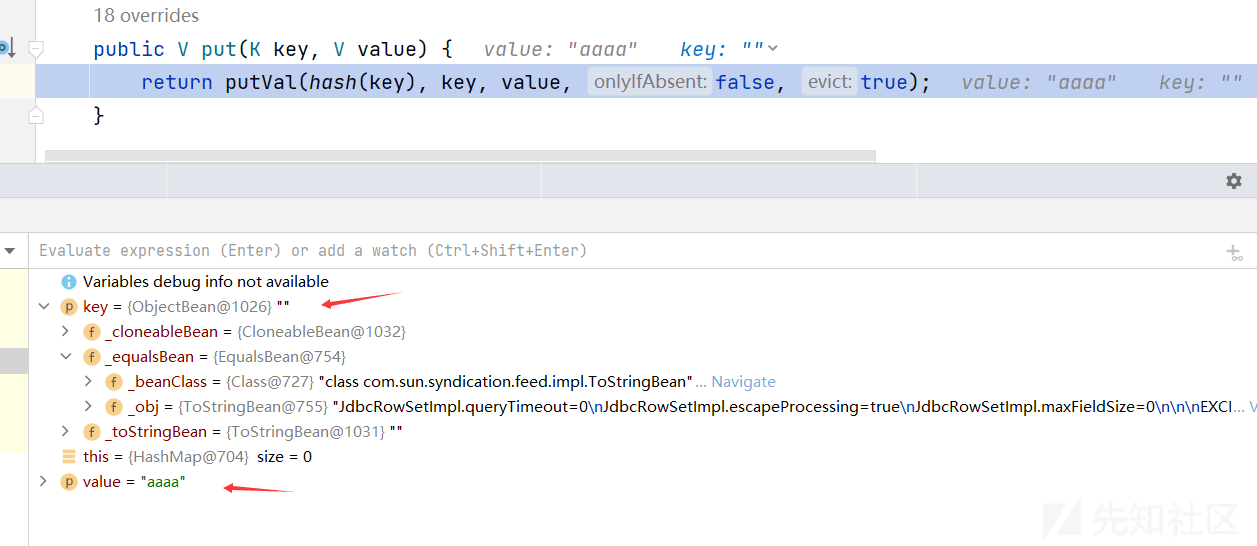 18 overrides
public V put(K key, V value) {   value: "aaaa"    key: ""
return putVal(hash(key), key, value, onlyIfAbsent: false, evict: true);   value: "aaaa"    key: ""
}
Evaluate expression (Enter) or add a watch (Ctrl+Shift+Enter)
Variables debug info not available
key = {ObjectBean@1026} ""
_cloneableBean = {CloneableBean@1032}
_equalsBean = {EqualsBean@754}
_beanClass = {Class@727} "class com.sun.syndication.feed.impl.ToStringBean"... Navigate
_obj = {ToStringBean@755} "JdbcRowSetImpl.queryTimeout=0\nJdbcRowSetImpl.escapeProcessing=true\nJdbcRowSetImpl.maxFieldSize=0\n\n\nEXCI... V
_toStringBean = {ToStringBean@1031} ""
this = {HashMap@704} size = 0
value = "aaaa"
先知社区